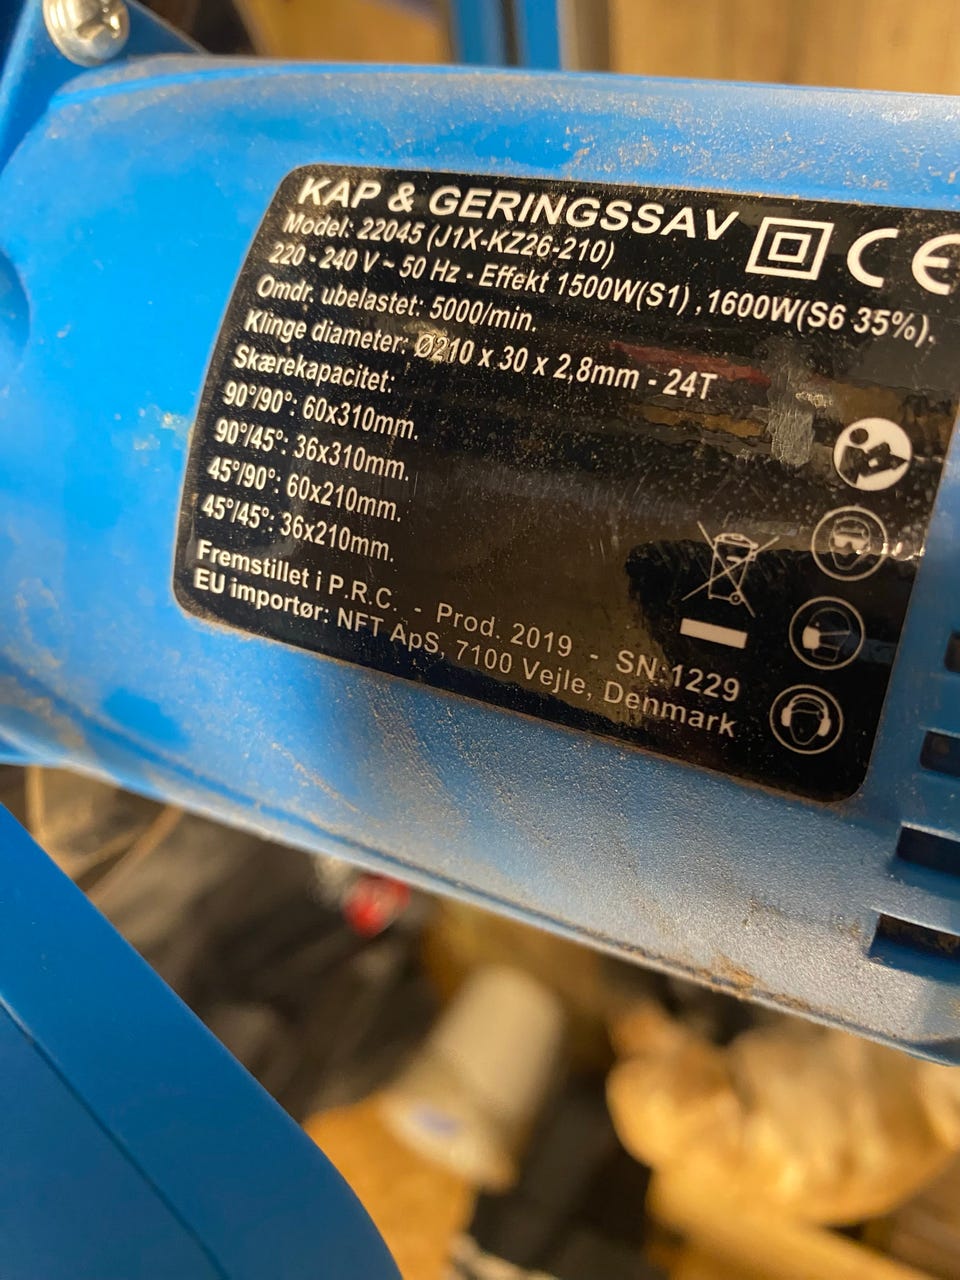 KAP & GERINGSSAV
Model: 22045 (J1X-KZ26-210)
220 - 240 V ~ 50 Hz - Effekt 1500W(S1) , 1600W(S6 35%).
Omdr. ubelastet: 5000/min.
Klinge diameter: Ø210 x 30 x 2,8mm - 24T
Skærekapacitet:
90°/90°: 60x310mm.
90°/45°: 36x310mm.
45°/90°: 60x210mm.
45°/45°: 36x210mm.
Fremstillet i P.R.C. - Prod. 2019 - SN:1229
EU importør: NFT ApS, 7100 Vejle, Denmark
CE